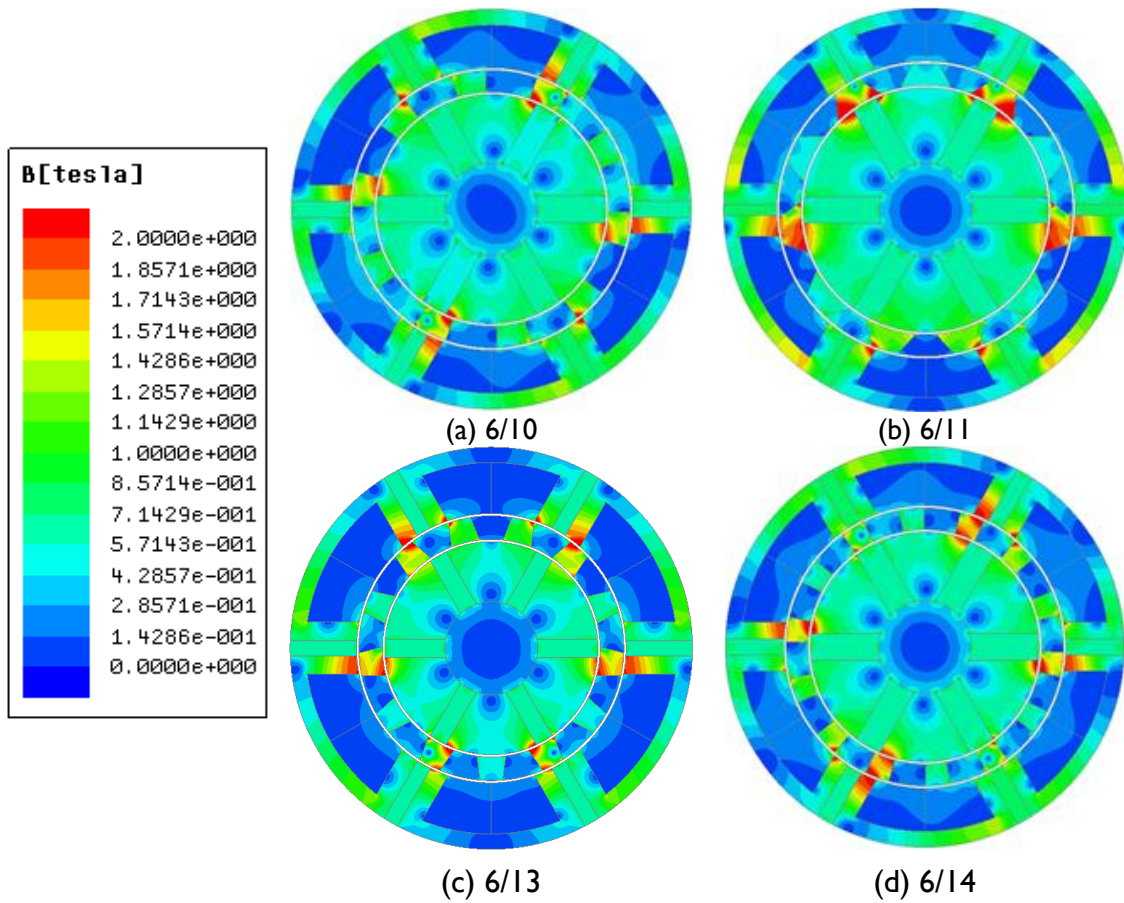 B[tesla]
2.0000e+000
1.8571e+000
1.7143e+000
1.5714e+000
1.4286e+000
1.2857e+000
1.1429e+000
1.0000e+000
8.5714e-001
7.1429e-001
5.7143e-001
4.2857e-001
2.8571e-001
1.4286e-001
0.0000e+000
(a) 6/10
(b) 6/11
(c) 6/13
(d) 6/14